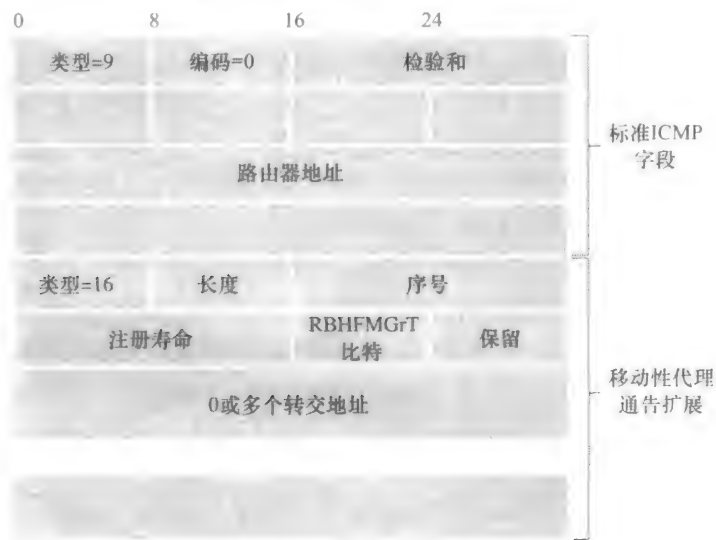 0 8 16 24
类型=9 编码=0 检验和
标准ICMP
字段
路由器地址
类型=16 长度 序号
注册寿命 RBHFMGrT
比特 保留
移动性代理
通告扩展
0或多个转交地址